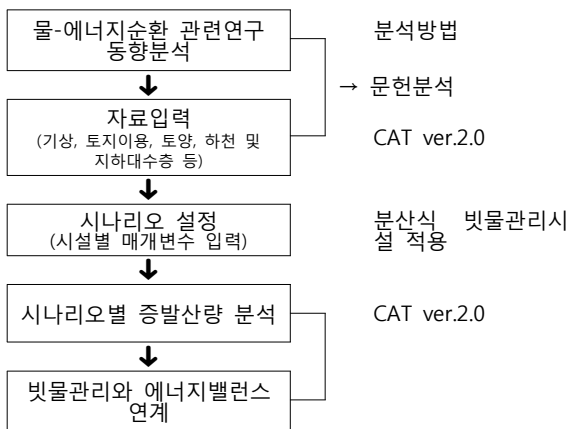 물-에너지순환 관련연구
동향분석
분석방법
→ 문헌분석
자료입력
(기상, 토지이용, 토양, 하천 및
지하대수층 등)
CAT ver.2.0
시나리오 설정
(시설별 매개변수 입력)
분산식 빗물관리시
설 적용
시나리오별 증발산량 분석
CAT ver.2.0
빗물관리와 에너지밸런스
연계